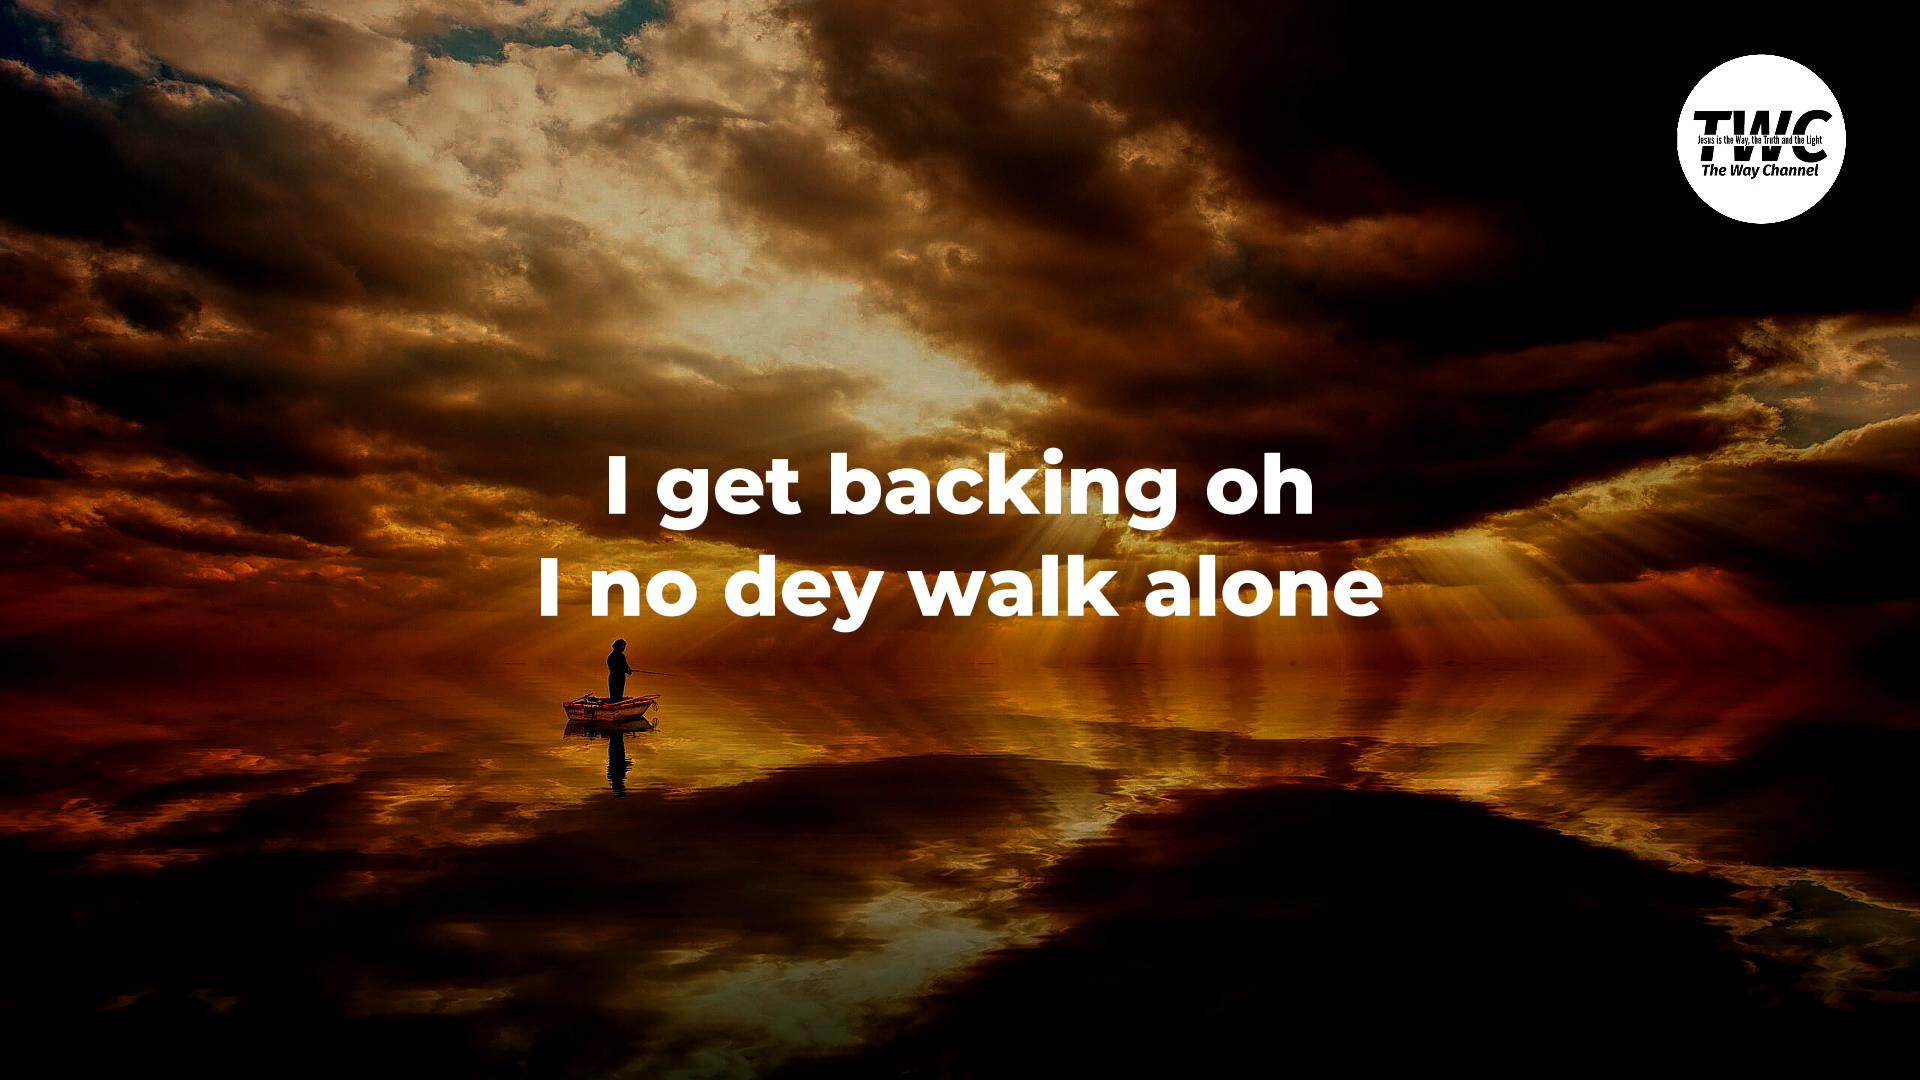 TWC
Jesus is the Way, the Truth and the Light
The Way Channel
I get backing oh
I no dey walk alone